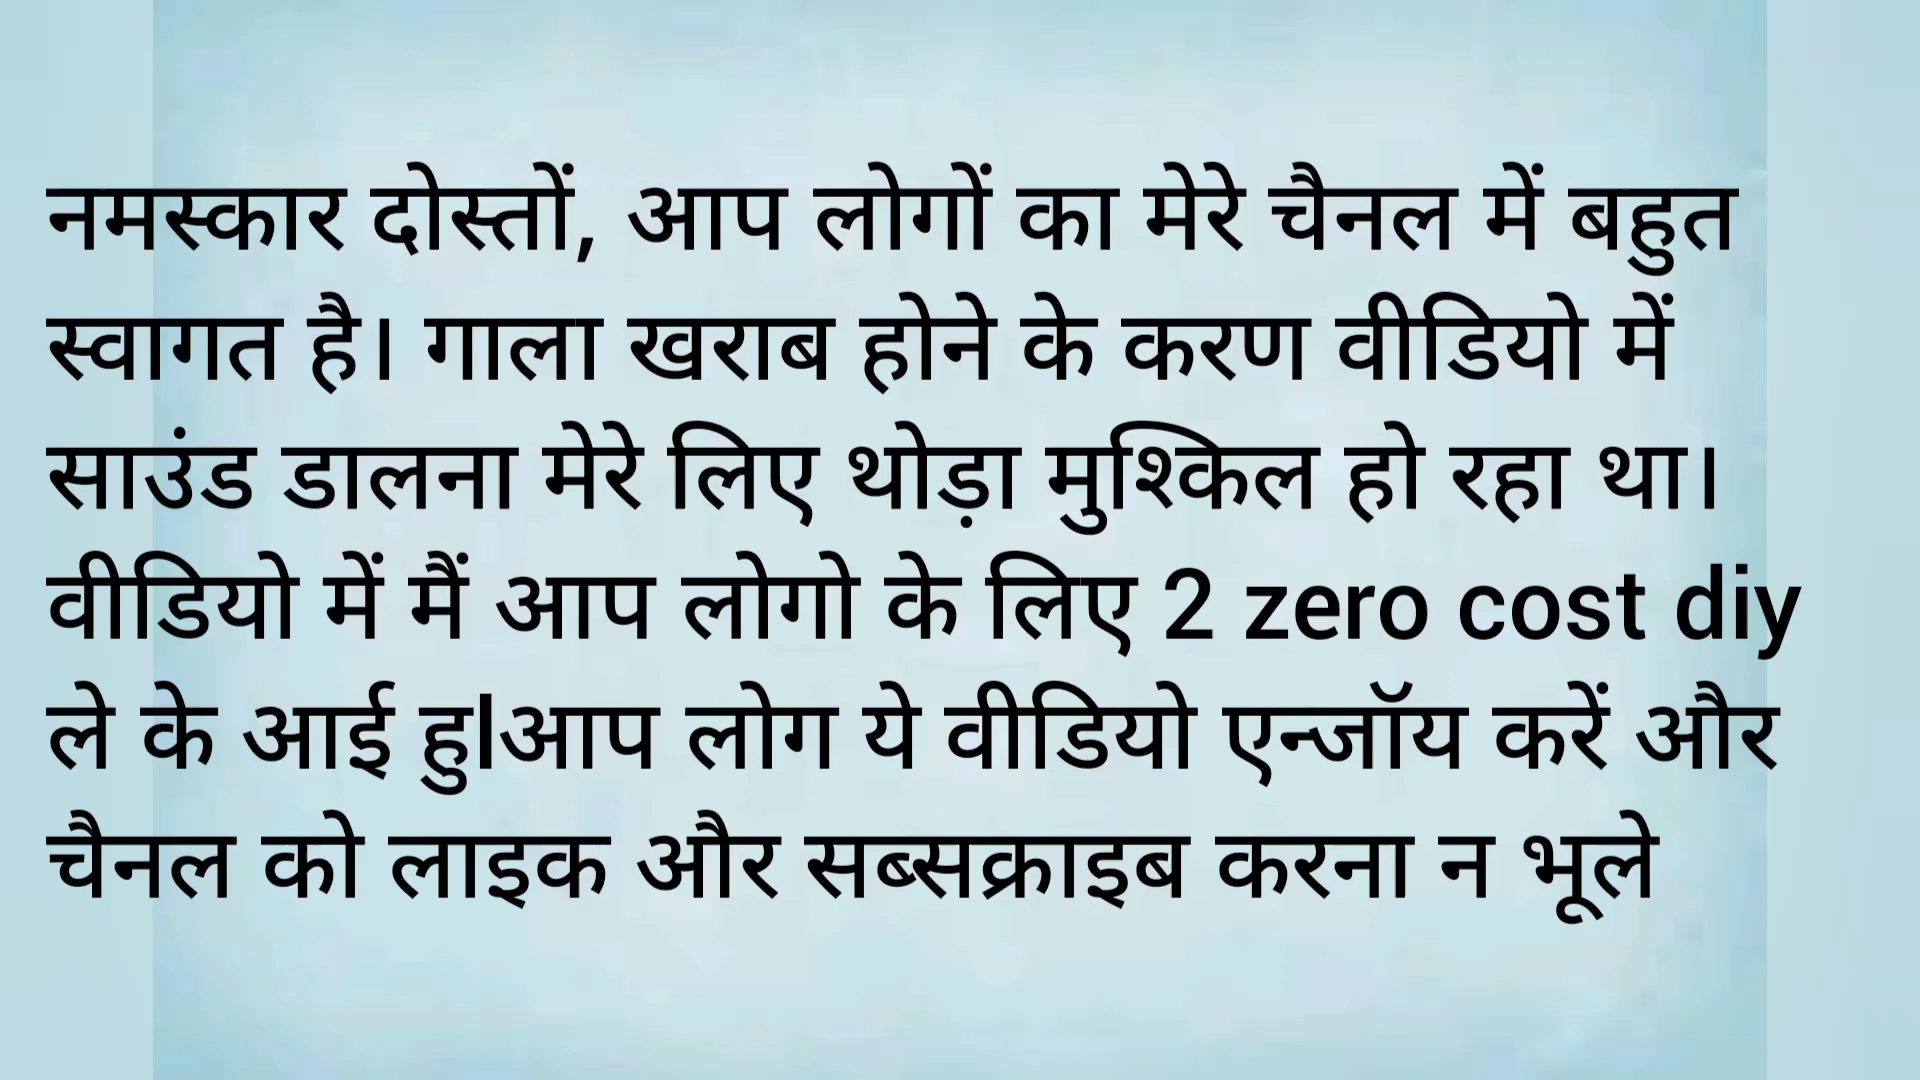 नमस्कार दोस्तों, आप लोगों का मेरे चैनल में बहुत
स्वागत है। गाला खराब होने के करण वीडियो में
साउंड डालना मेरे लिए थोड़ा मुश्किल हो रहा था।
वीडियो में मैं आप लोगो के लिए 2 zero cost diy
ले के आई हुlआप लोग ये वीडियो एन्जॉय करें और
चैनल को लाइक और सब्सक्राइब करना न भूले